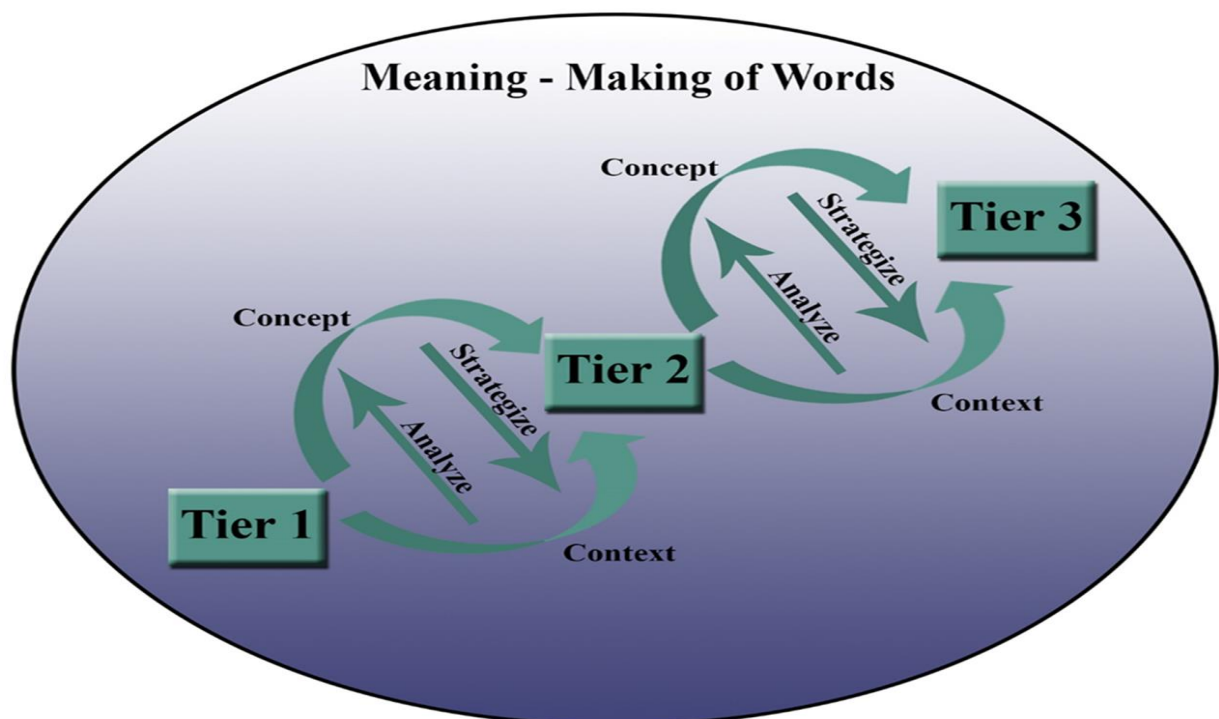 Meaning - Making of Words
Concept
Strategize
Analyze
Context
Tier 3
Concept
Strategize
Analyze
Context
Tier 2
Tier 1